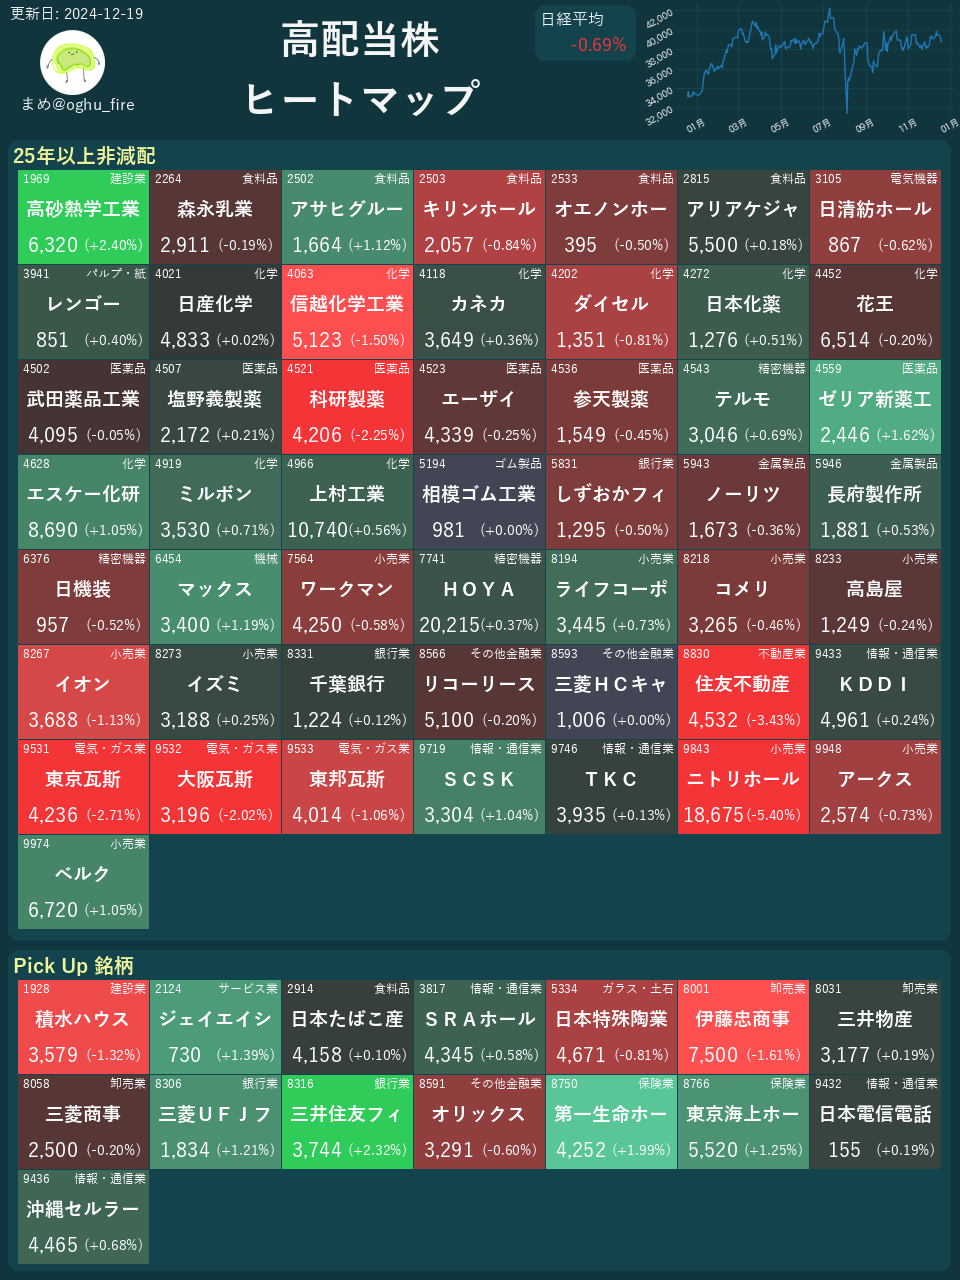 更新日: 2024-12-19
まめ@oghu_fire
高配当株
ヒートマップ
日経平均
-0.69%
42,000
40,000
38,000
36,000
34,000
32,000
01月 03月 05月 07月 09月 11月 01月
25年以上非減配
1969 建設業 2264 食料品 2502 食料品 2503 食料品 2533 食料品 2815 食料品 3105 電気機器
高砂熱学工業 森永乳業 アサヒグルー キリンホール オエノンホー アリアケジャ 日清紡ホール
6,320 (+2.40%) 2,911 (-0.19%) 1,664 (+1.12%) 2,057 (-0.84%) 395 (-0.50%) 5,500 (+0.18%) 867 (-0.62%)
3941 パルプ・紙 4021 化学 4063 化学 4118 化学 4202 化学 4272 化学 4452 化学
レンゴー 日産化学 信越化学工業 カネカ ダイセル 日本化薬 花王
851 (+0.40%) 4,833 (+0.02%) 5,123 (-1.50%) 3,649 (+0.36%) 1,351 (-0.81%) 1,276 (+0.51%) 6,514 (-0.20%)
4502 医薬品 4507 医薬品 4521 医薬品 4523 医薬品 4536 医薬品 4543 精密機器 4559 医薬品
武田薬品工業 塩野義製薬 科研製薬 エーザイ 参天製薬 テルモ ゼリア新薬工
4,095 (-0.05%) 2,172 (+0.21%) 4,206 (-2.25%) 4,339 (-0.25%) 1,549 (-0.45%) 3,046 (+0.69%) 2,446 (+1.62%)
4628 化学 4919 化学 4966 化学 5194 ゴム製品 5831 銀行業 5943 金属製品 5946 金属製品
エスケー化研 ミルボン 上村工業 相模ゴム工業 しずおかフィ ノーリツ 長府製作所
8,690 (+1.05%) 3,530 (+0.71%) 10,740(+0.56%) 981 (+0.00%) 1,295 (-0.50%) 1,673 (-0.36%) 1,881 (+0.53%)
6376 精密機器 6454 機械 7564 小売業 7741 精密機器 8194 小売業 8218 小売業 8233 小売業
日機装 マックス ワークマン ＨＯＹＡ ライフコーポ コメリ 高島屋
957 (-0.52%) 3,400 (+1.19%) 4,250 (-0.58%) 20,215(+0.37%) 3,445 (+0.73%) 3,265 (-0.46%) 1,249 (-0.24%)
8267 小売業 8273 小売業 8331 銀行業 8566 その他金融業 8593 その他金融業 8830 不動産業 9433 情報・通信業
イオン イズミ 千葉銀行 リコーリース 三菱ＨＣキャ 住友不動産 ＫＤＤＩ
3,688 (-1.13%) 3,188 (+0.25%) 1,224 (+0.12%) 5,100 (-0.20%) 1,006 (+0.00%) 4,532 (-3.43%) 4,961 (+0.24%)
9531 電気・ガス業 9532 電気・ガス業 9533 電気・ガス業 9719 情報・通信業 9746 情報・通信業 9843 小売業 9948 小売業
東京瓦斯 大阪瓦斯 東邦瓦斯 ＳＣＳＫ ＴＫＣ ニトリホール アークス
4,236 (-2.71%) 3,196 (-2.02%) 4,014 (-1.06%) 3,304 (+1.04%) 3,935 (+0.13%) 18,675(-5.40%) 2,574 (-0.73%)
9974 小売業
ベルク
6,720 (+1.05%)
Pick Up 銘柄
1928 建設業 2124 サービス業 2914 食料品 3817 情報・通信業 5334 ガラス・土石 8001 卸売業 8031 卸売業
積水ハウス ジェイエイシ 日本たばこ産 ＳＲＡホール 日本特殊陶業 伊藤忠商事 三井物産
3,579 (-1.32%) 730 (+1.39%) 4,158 (+0.10%) 4,345 (+0.58%) 4,671 (-0.81%) 7,500 (-1.61%) 3,177 (+0.19%)
8058 卸売業 8306 銀行業 8316 銀行業 8591 その他金融業 8750 保険業 8766 保険業 9432 情報・通信業
三菱商事 三菱ＵＦＪフ 三井住友フィ オリックス 第一生命ホー 東京海上ホー 日本電信電話
2,500 (-0.20%) 1,834 (+1.21%) 3,744 (+2.32%) 3,291 (-0.60%) 4,252 (+1.99%) 5,520 (+1.25%) 155 (+0.19%)
9436 情報・通信業
沖縄セルラー
4,465 (+0.68%)